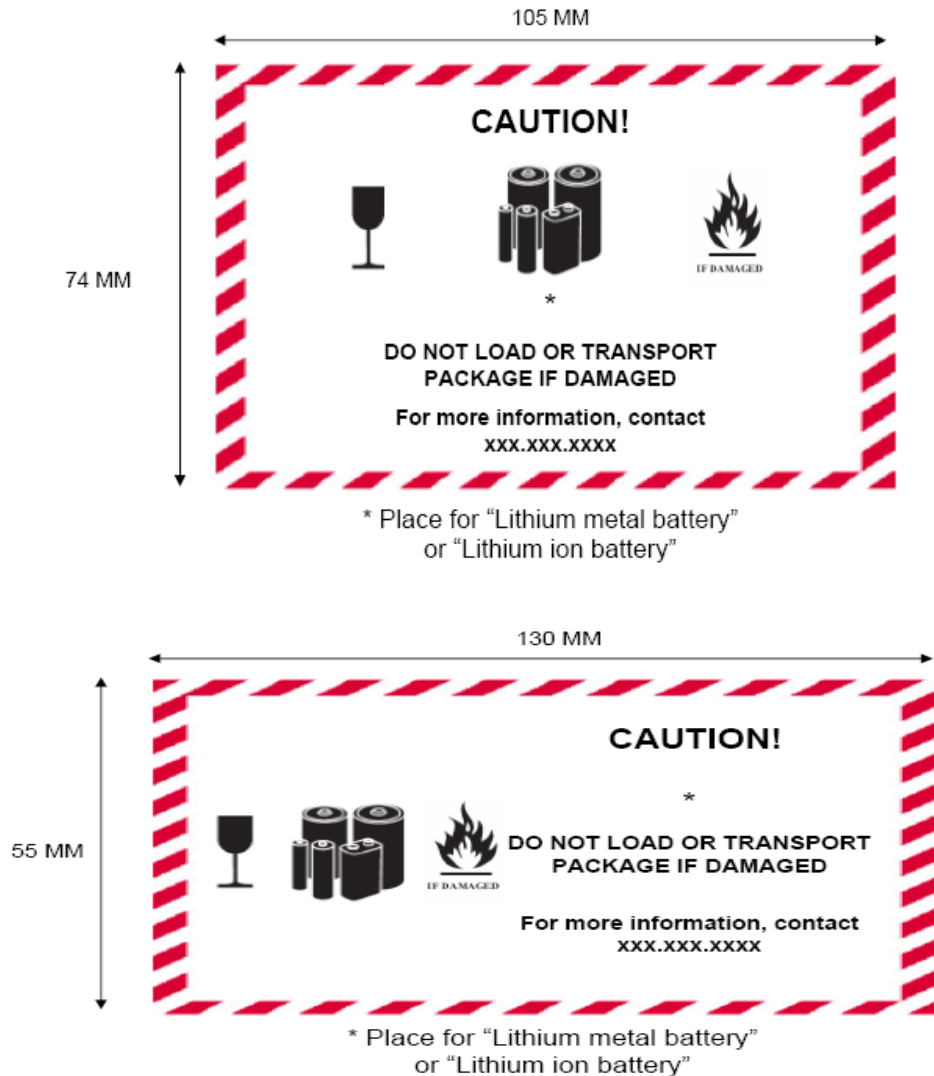 105 MM
CAUTION!
74 MM
IF DAMAGED
*
DO NOT LOAD OR TRANSPORT
PACKAGE IF DAMAGED
For more information, contact
xxx.xxx.xxxx
* Place for “Lithium metal battery”
or “Lithium ion battery”
130 MM
CAUTION!
*
55 MM
IF DAMAGED
DO NOT LOAD OR TRANSPORT
PACKAGE IF DAMAGED
For more information, contact
xxx.xxx.xxxx
* Place for “Lithium metal battery”
or “Lithium ion battery”